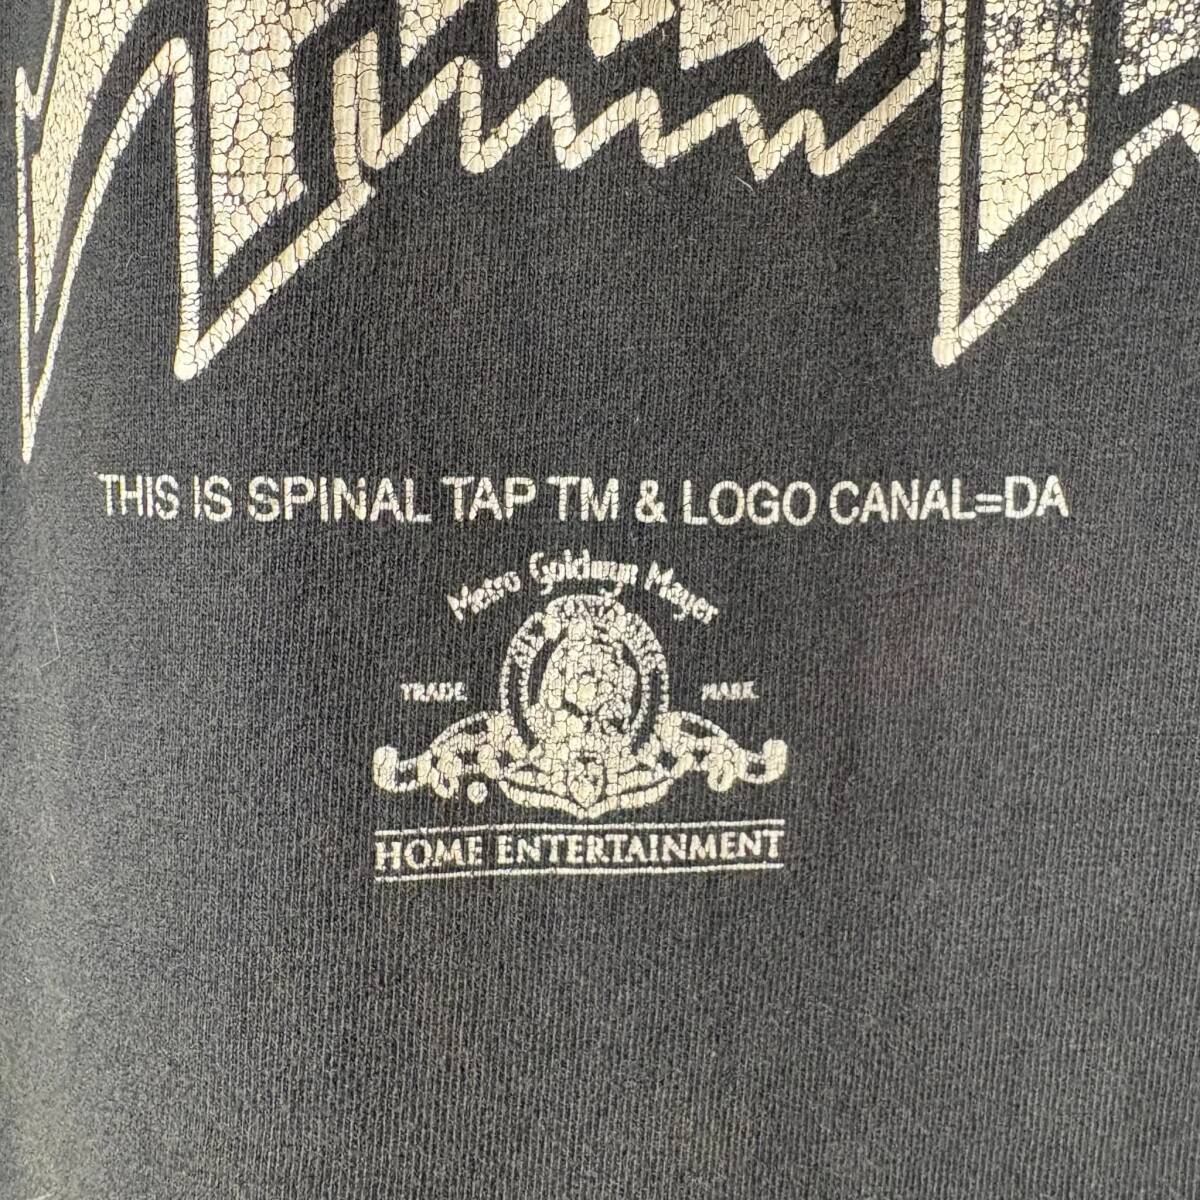 THIS IS SPINAL TAP TM & LOGO CANAL=DA
Metro Goldwyn Mayer
TRADE MARK
HOME ENTERTAINMENT